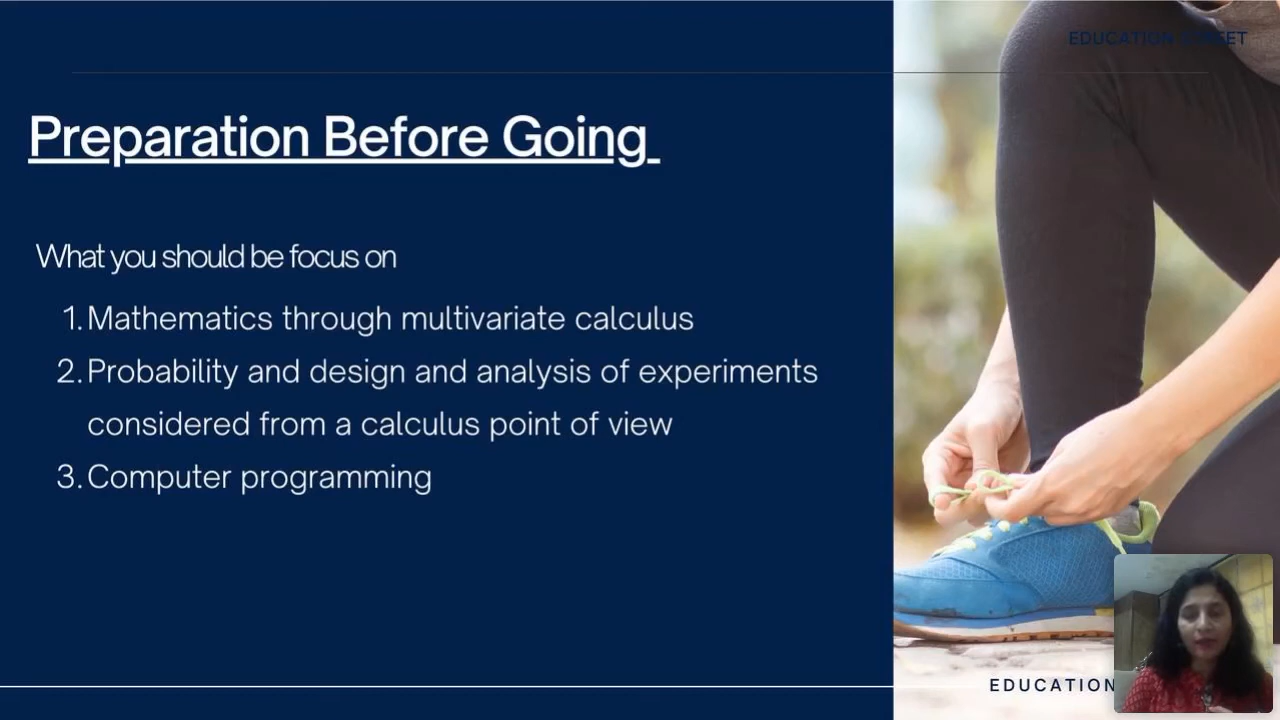 EDUCATION STREET
Preparation Before Going
What you should be focus on
1. Mathematics through multivariate calculus
2. Probability and design and analysis of experiments
considered from a calculus point of view
3. Computer programming
EDUCATION